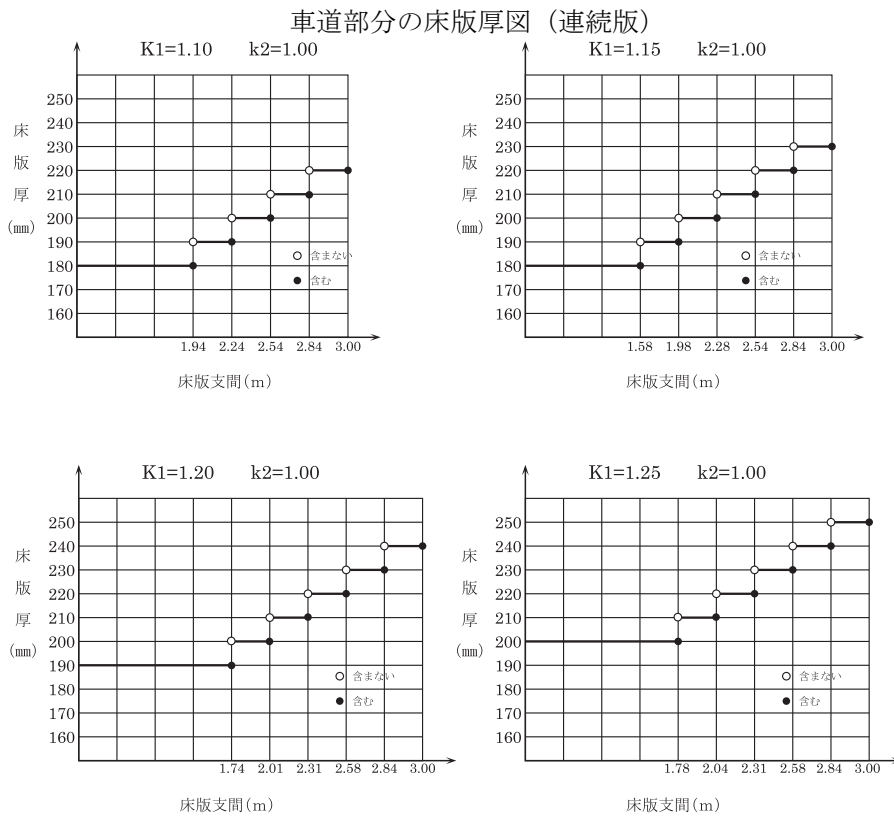 車道部分の床版厚図（連続版）
K1=1.10 k2=1.00
250
240
230
220
210
200
190
180
170
160
床
版
厚
(㎜)
含まない
含む
1.94 2.24 2.54 2.84 3.00
床版支間(m)
K1=1.15 k2=1.00
250
240
230
220
210
200
190
180
170
160
床
版
厚
(㎜)
含まない
含む
1.58 1.98 2.28 2.54 2.84 3.00
床版支間(m)
K1=1.20 k2=1.00
250
240
230
220
210
200
190
180
170
160
床
版
厚
(㎜)
含まない
含む
1.74 2.01 2.31 2.58 2.84 3.00
床版支間(m)
K1=1.25 k2=1.00
250
240
230
220
210
200
190
180
170
160
床
版
厚
(㎜)
含まない
含む
1.78 2.04 2.31 2.58 2.84 3.00
床版支間(m)